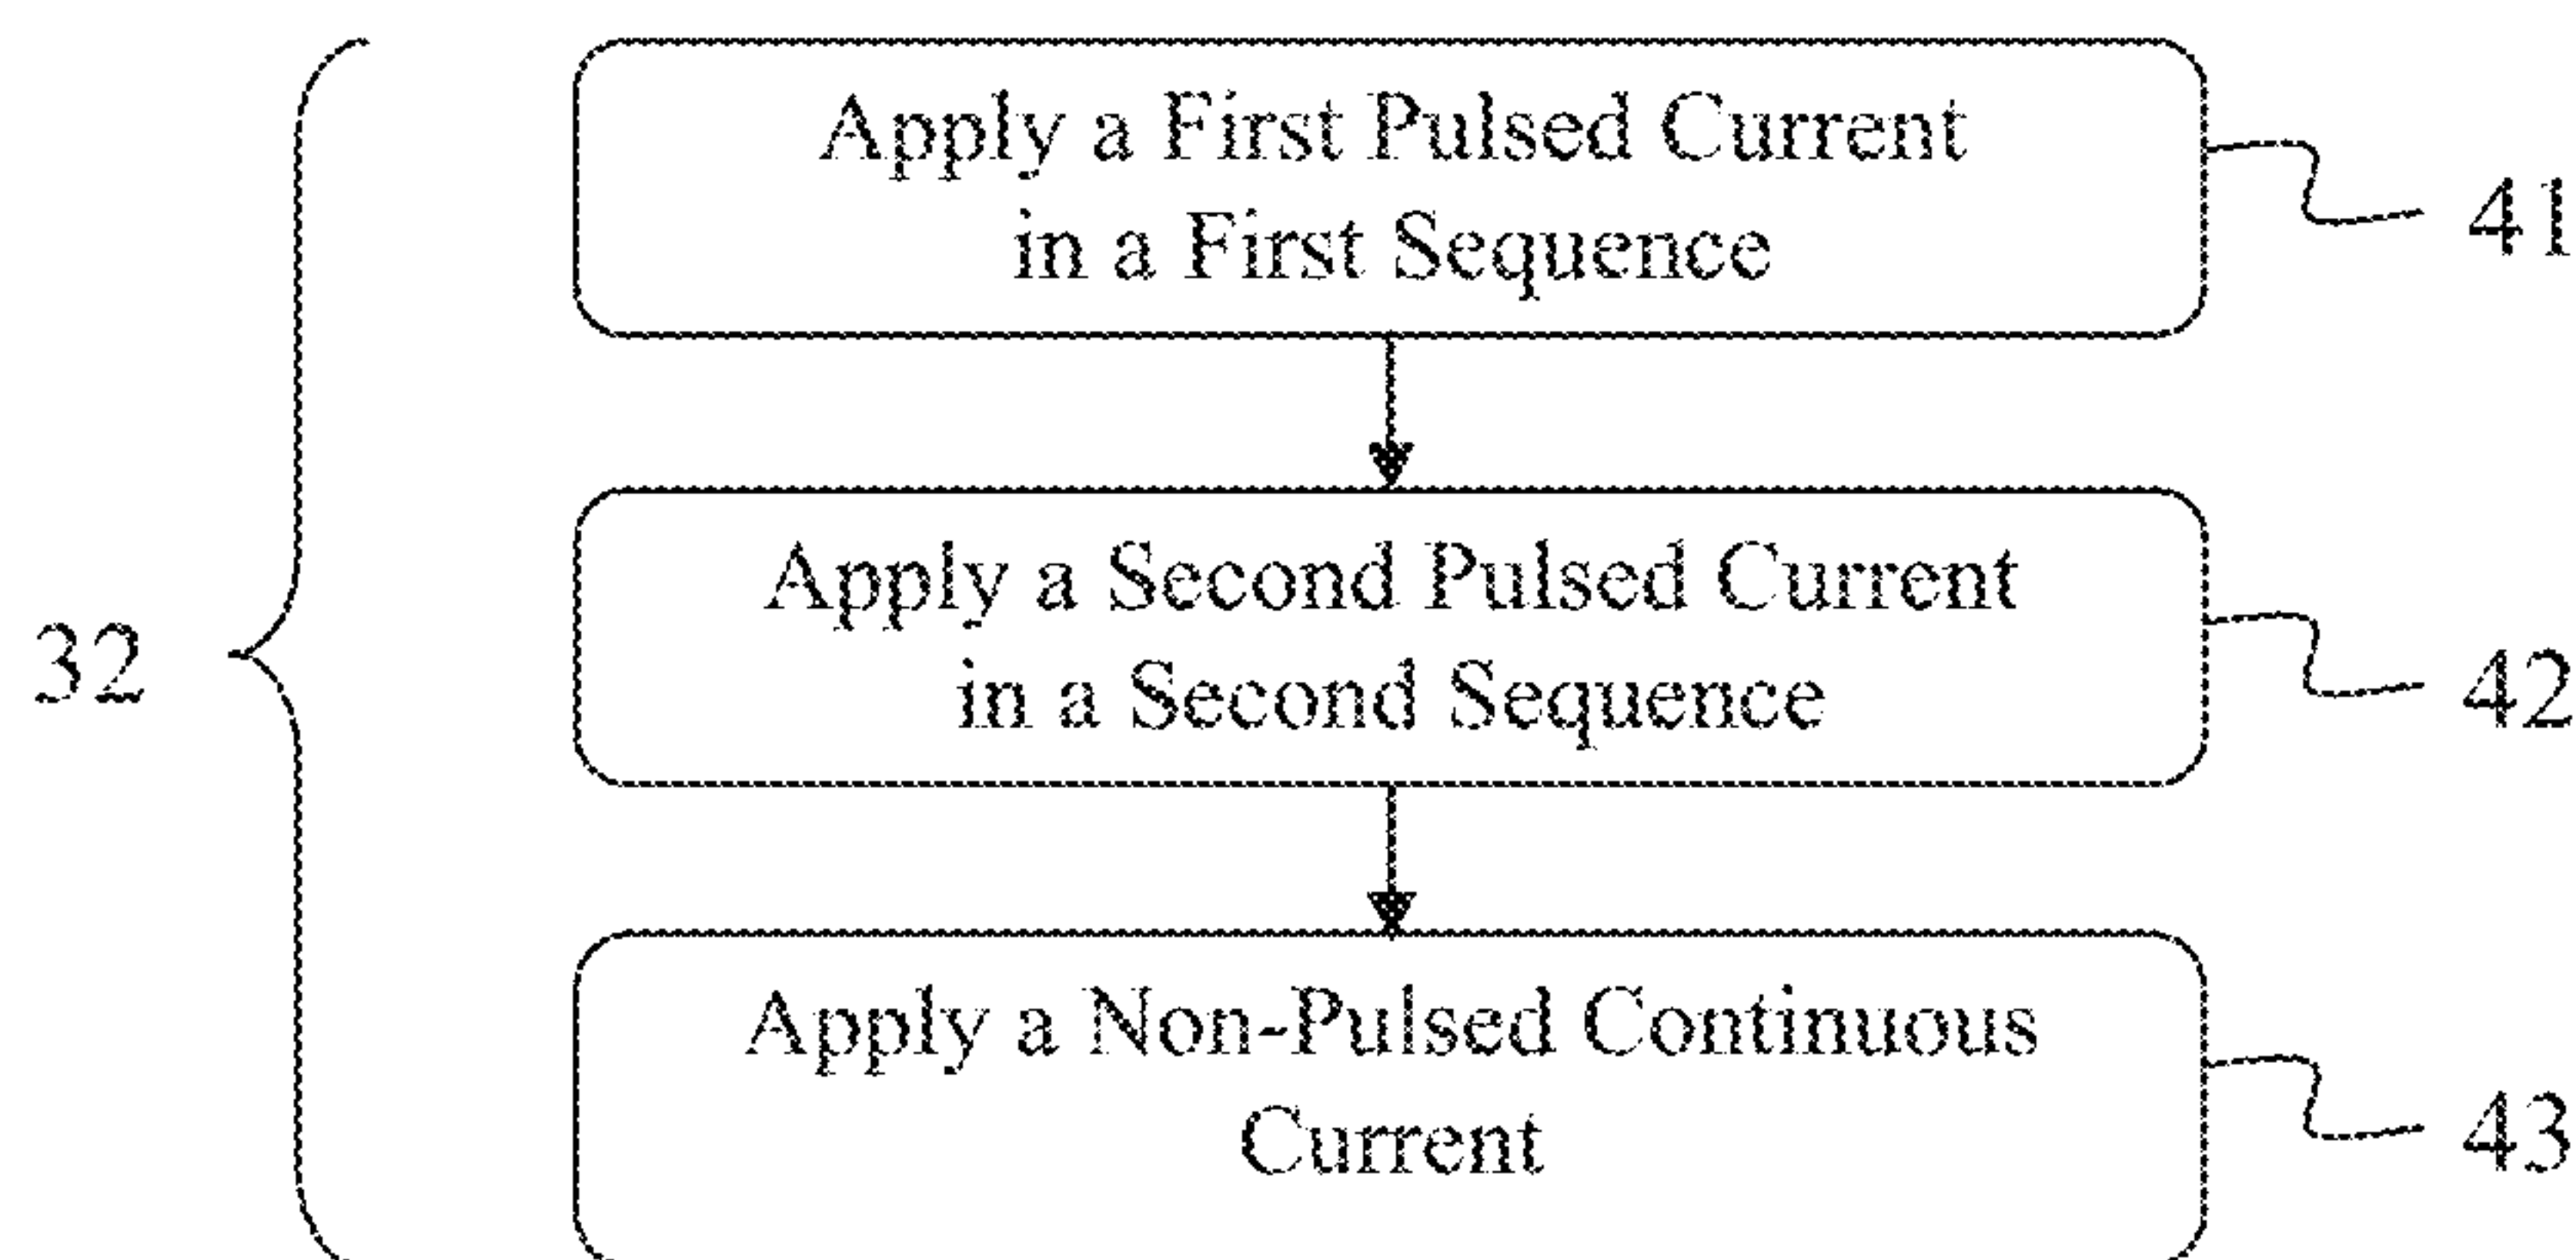 Apply a First Pulsed Current
in a First Sequence
41
Apply a Second Pulsed Current
in a Second Sequence
42
32
Apply a Non-Pulsed Continuous
Current
43